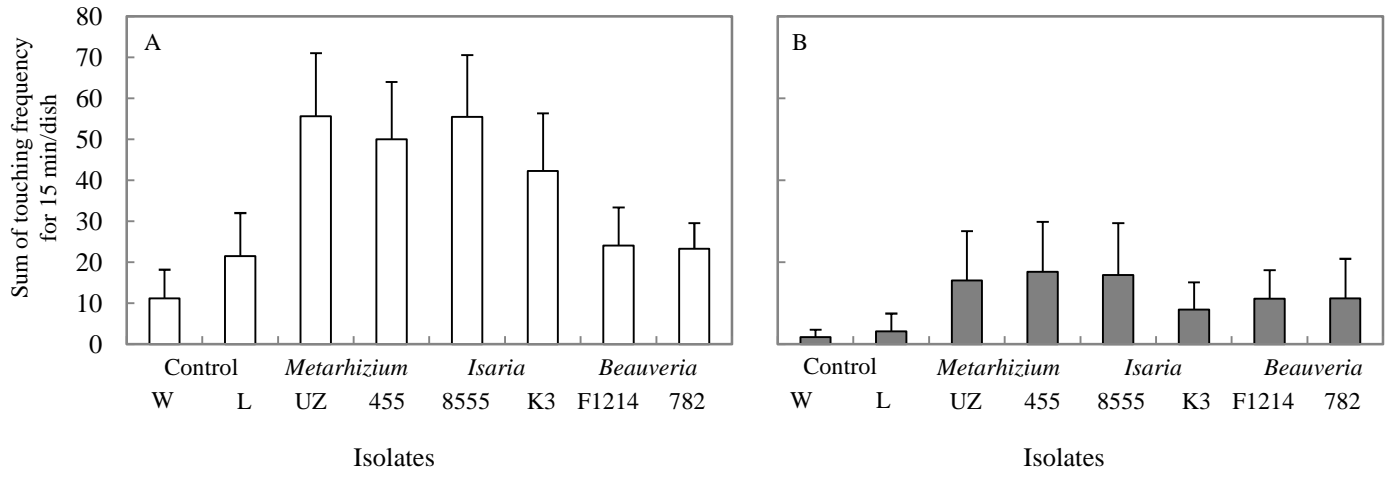 Sum of touching frequency
for 15 min/dish
80
70
60
50
40
30
20
10
0
A
Control Metarhizium Isaria Beauveria
W L UZ 455 8555 K3 F1214 782
Isolates
B
Control Metarhizium Isaria Beauveria
W L UZ 455 8555 K3 F1214 782
Isolates